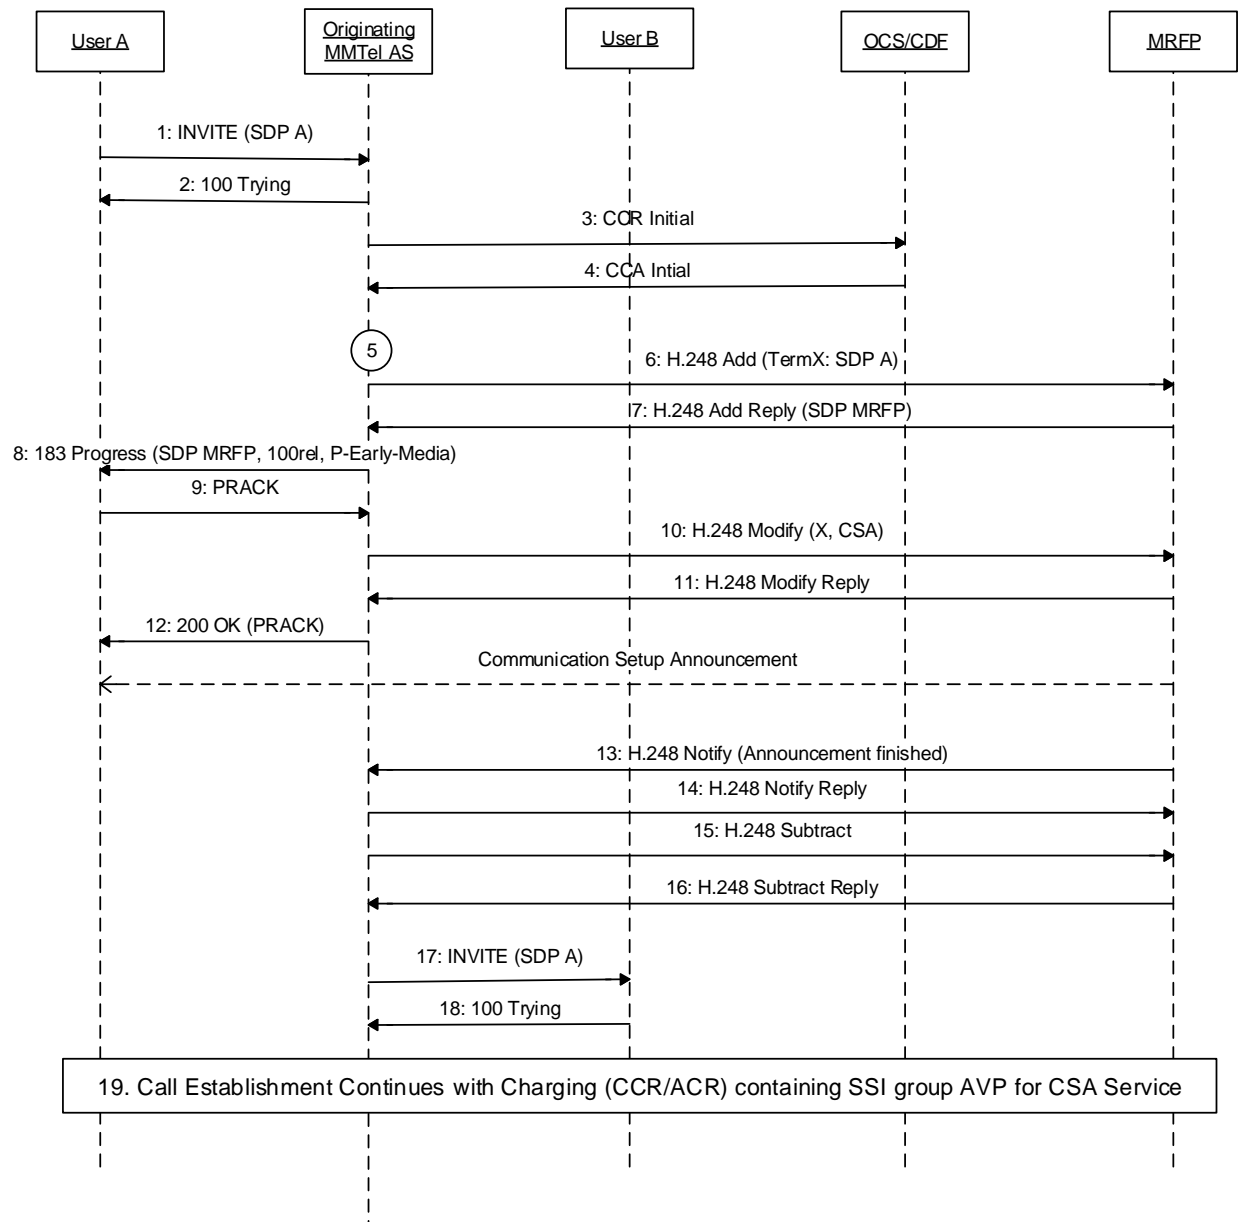 User A
Originating
MMTel AS
User B
OCS/CDF
MRFP
1: INVITE (SDP A)
2: 100 Trying
3: CCR Initial
4: CCA Intial
5
6: H.248 Add (TermX: SDP A)
7: H.248 Add Reply (SDP MRFP)
8: 183 Progress (SDP MRFP, 100rel, P-Early-Media)
9: PRACK
10: H.248 Modify (X, CSA)
11: H.248 Modify Reply
12: 200 OK (PRACK)
Communication Setup Announcement
13: H.248 Notify (Announcement finished)
14: H.248 Notify Reply
15: H.248 Subtract
16: H.248 Subtract Reply
17: INVITE (SDP A)
18: 100 Trying
19. Call Establishment Continues with Charging (CCR/ACR) containing SSI group AVP for CSA Service